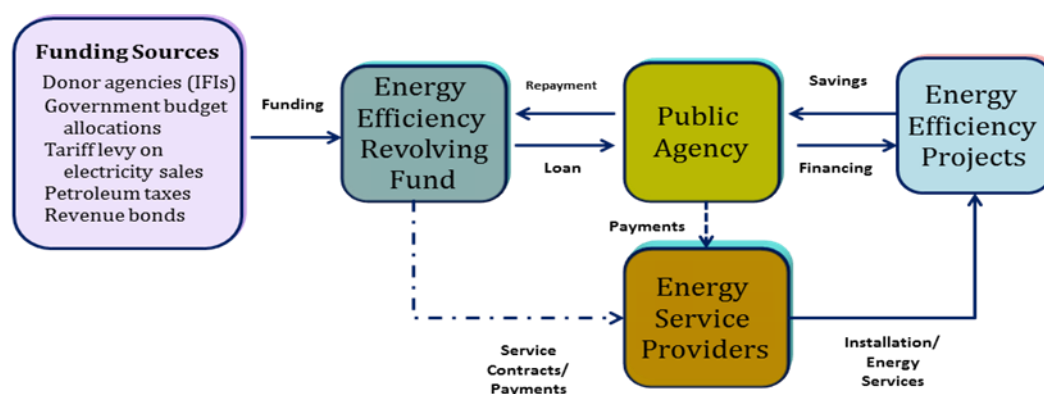 Funding Sources
Donor agencies (IFIs)
Government budget
allocations
Tariff levy on
electricity sales
Petroleum taxes
Revenue bonds
Funding
Energy
Efficiency
Revolving
Fund
Repayment
Loan
Public
Agency
Savings
Financing
Energy
Efficiency
Projects
Payments
Energy
Service
Providers
Service
Contracts/
Payments
Installation/
Energy
Services